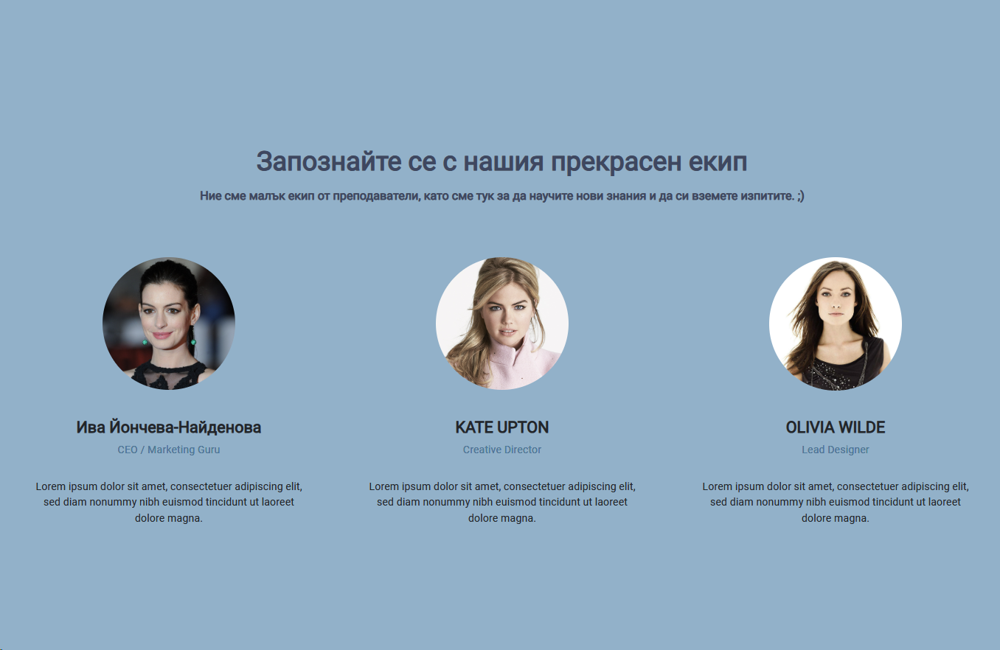 Запознайте се с нашия прекрасен екип
Ние сме малък екип от преподаватели, като сме тук за да научите нови знания и да си вземете изпитите. ;)
Ива Йончева-Найденова
KATE UPTON
OLIVIA WILDE
CEO / Marketing Guru
Creative Director
Lead Designer
Lorem ipsum dolor sit amet, consectetuer adipiscing elit,
sed diam nonummy nibh euismod tincidunt ut laoreet
dolore magna.
Lorem ipsum dolor sit amet, consectetuer adipiscing elit,
sed diam nonummy nibh euismod tincidunt ut laoreet
dolore magna.
Lorem ipsum dolor sit amet, consectetuer adipiscing elit,
sed diam nonummy nibh euismod tincidunt ut laoreet
dolore magna.